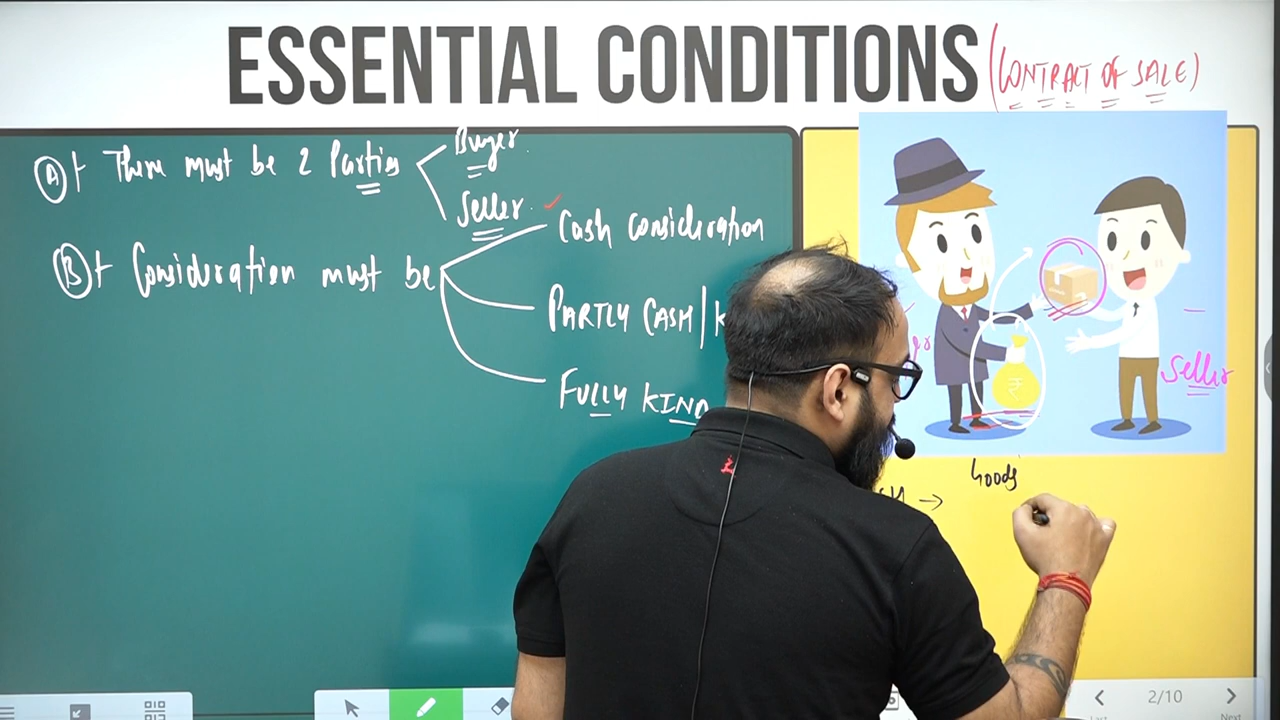 ESSENTIAL CONDITIONS (CONTRACT OF SALE)
Ⓐ There must be 2 Parties
Buyer.
Seller.
Ⓑ Consideration must be
Cash consideration
PARTLY CASH/K
FULLY KIND
Seller
Goods
2/10
Next